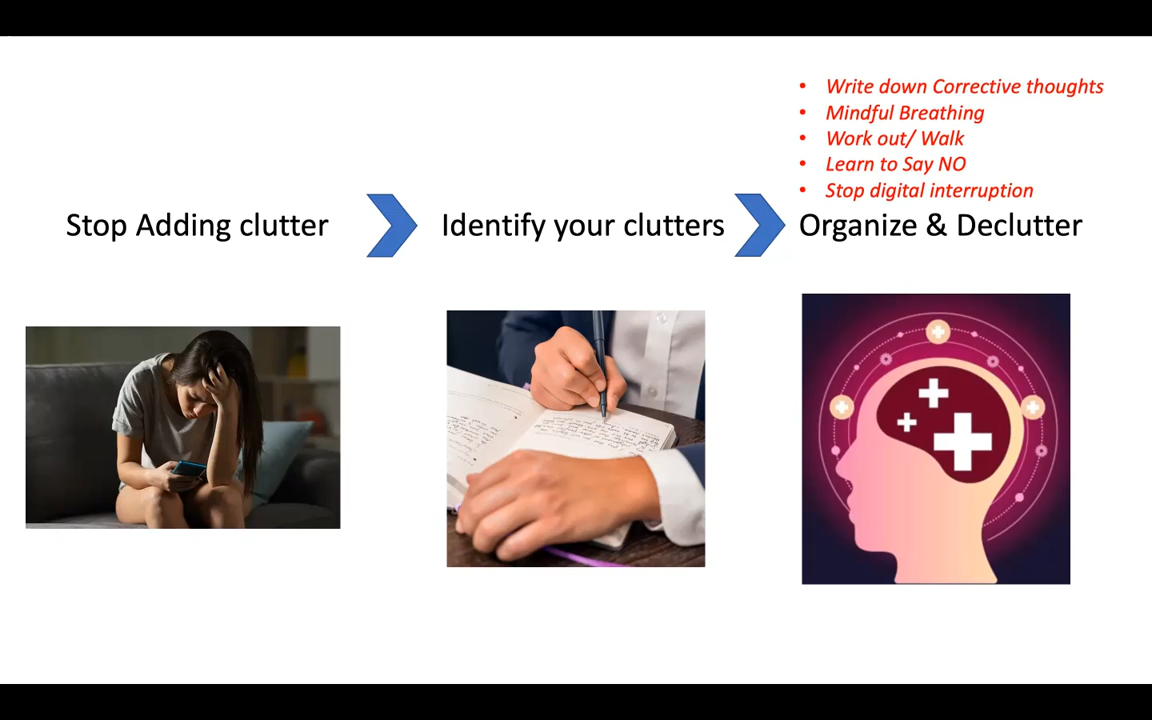 • Write down Corrective thoughts
• Mindful Breathing
• Work out/ Walk
• Learn to Say NO
• Stop digital interruption
Stop Adding clutter
Identify your clutters
Organize & Declutter